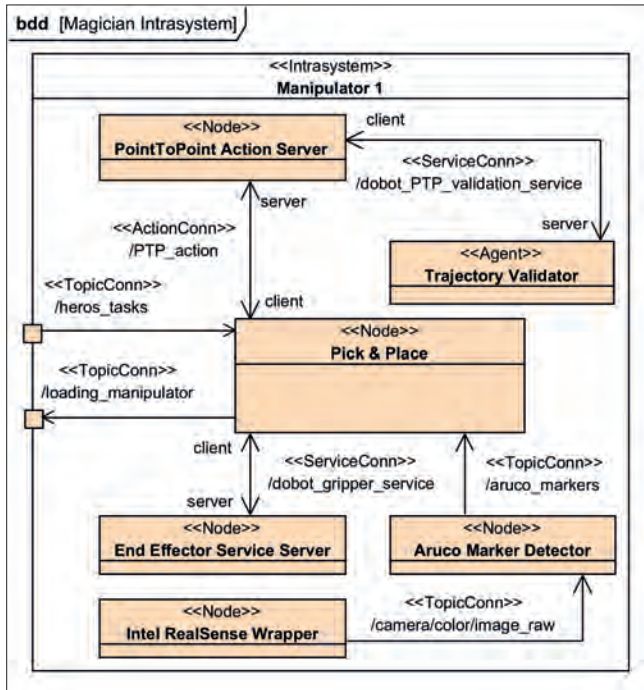 bdd [Magician Intrasystem]
<<Intrasystem>>
Manipulator 1
<<Node>>
PointToPoint Action Server
client
<<ServiceConn>>
/dobot_PTP_validation_service
server
server
<<ActionConn>>
/PTP_action
<<Agent>>
Trajectory Validator
<<TopicConn>>
/heros_tasks
client
<<Node>>
Pick & Place
<<TopicConn>>
/loading_manipulator
client
<<ServiceConn>>
/dobot_gripper_service
server
<<TopicConn>>
/aruco_markers
<<Node>>
End Effector Service Server
<<Node>>
Aruco Marker Detector
<<Node>>
Intel RealSense Wrapper
<<TopicConn>>
/camera/color/image_raw